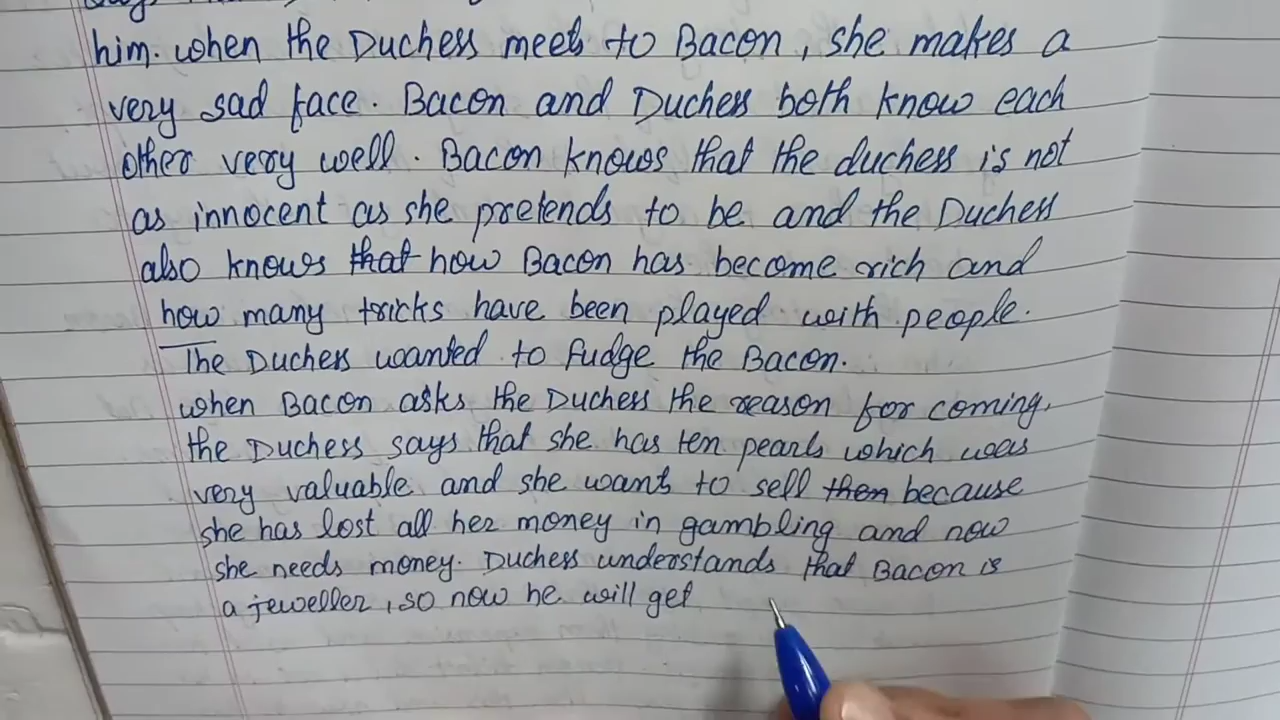 him. when the Duchess meets to Bacon, she makes a
very sad face. Bacon and Duchess both know each
other very well. Bacon knows that the duchess is not
as innocent as she pretends to be and the Duchess
also knows that how Bacon has become rich and
how many tricks have been played with people.
The Duchess wanted to fudge the Bacon.
when Bacon asks the Duchess the reason for coming,
the Duchess says that she has ten pearls which was
very valuable and she wants to sell then because
she has lost all her money in gambling and now
she needs money. Duchess understands that Bacon is
a jeweller, so now he will get